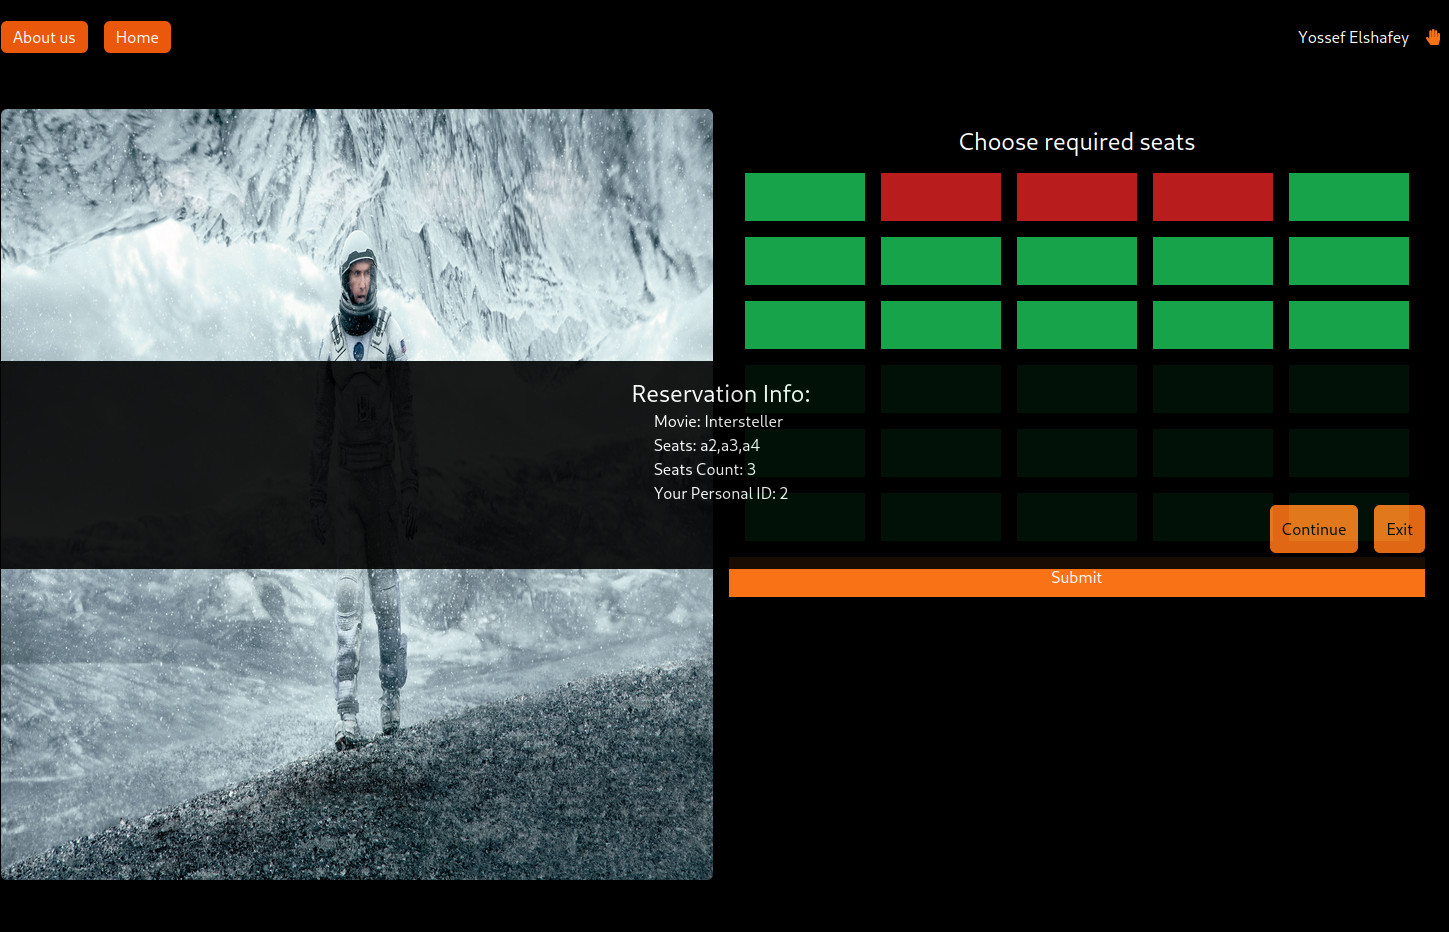 About us
Home
Yossef Elshafey
Choose required seats
Reservation Info:
Movie: Intersteller
Seats: a2,a3,a4
Seats Count: 3
Your Personal ID: 2
Continue
Exit
Submit